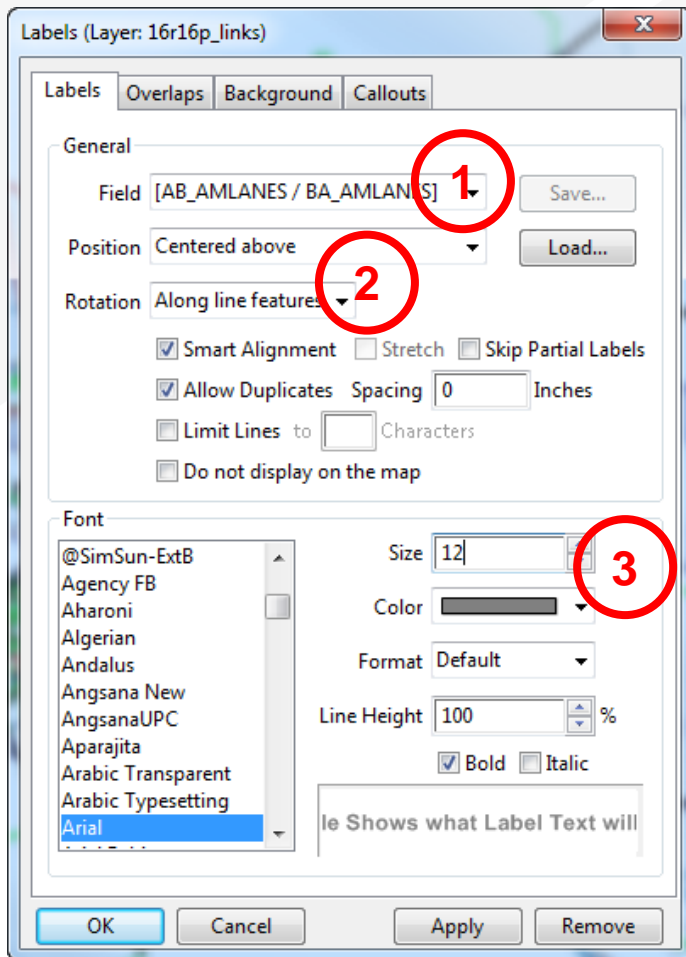 Labels (Layer: 16r16p_links)
Labels Overlaps Background Callouts
General
Field [AB_AMLANES / BA_AMLANES] 1 Save...
Position Centered above Load...
Rotation Along line features 2
Smart Alignment Stretch Skip Partial Labels
Allow Duplicates Spacing 0 Inches
Limit Lines to Characters
Do not display on the map
Font
@SimSun-ExtB
Agency FB
Aharoni
Algerian
Andalus
Angsana New
AngsanaUPC
Aparajita
Arabic Transparent
Arabic Typesetting
Arial
Size 12 3
Color
Format Default
Line Height 100 %
Bold Italic
le Shows what Label Text will
OK Cancel Apply Remove